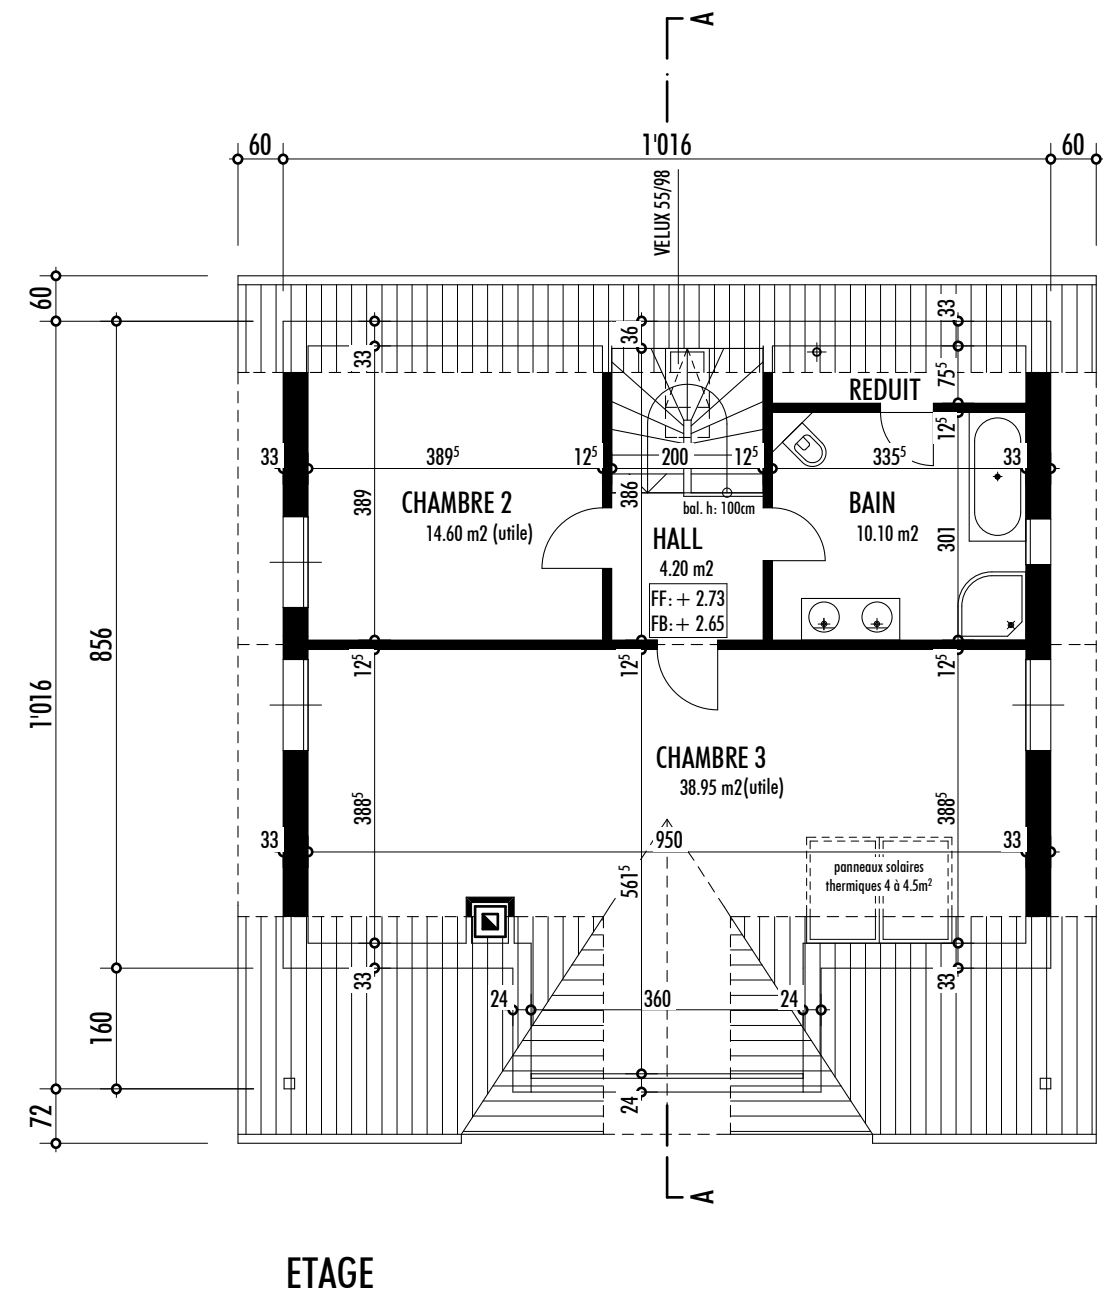 A
60 1'016 60
VELUX 55/98
60
33
36
33
75⁵
REDUIT
12⁵
33 389⁵ 12⁵ 200 12⁵ 335⁵ 33
389
386
CHAMBRE 2
14.60 m2 (utile)
bal. h: 100cm
BAIN
10.10 m2
301
HALL
4.20 m2
FF: + 2.73
FB: + 2.65
856
1'016
12⁵ 12⁵ 12⁵
CHAMBRE 3
38.95 m2(utile)
388⁵ 388⁵
33 950 33
561⁵
panneaux solaires
thermiques 4 à 4.5m²
33 33
24 360 24
160
24
72
A
ETAGE